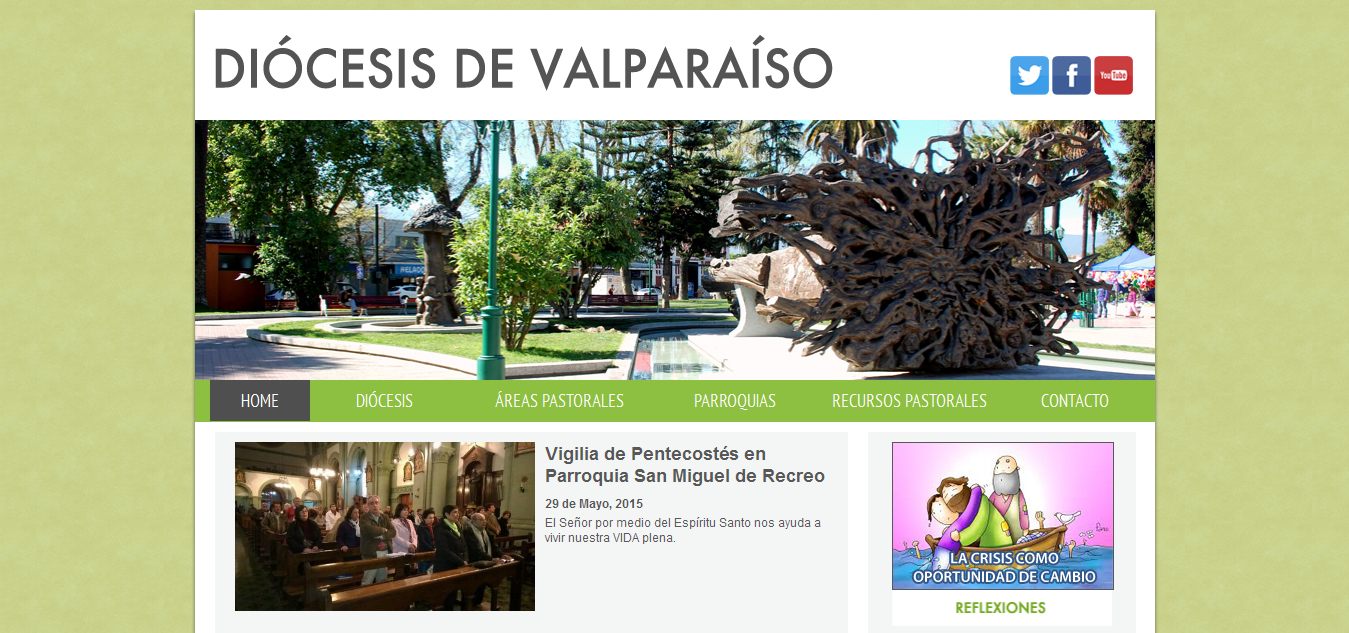 DIÓCESIS DE VALPARAÍSO
You Tube
HOME
DIÓCESIS
ÁREAS PASTORALES
PARROQUIAS
RECURSOS PASTORALES
CONTACTO
Vigilia de Pentecostés en
Parroquia San Miguel de Recreo
29 de Mayo, 2015
El Señor por medio del Espíritu Santo nos ayuda a
vivir nuestra VIDA plena.
LA CRISIS COMO
OPORTUNIDAD DE CAMBIO
REFLEXIONES